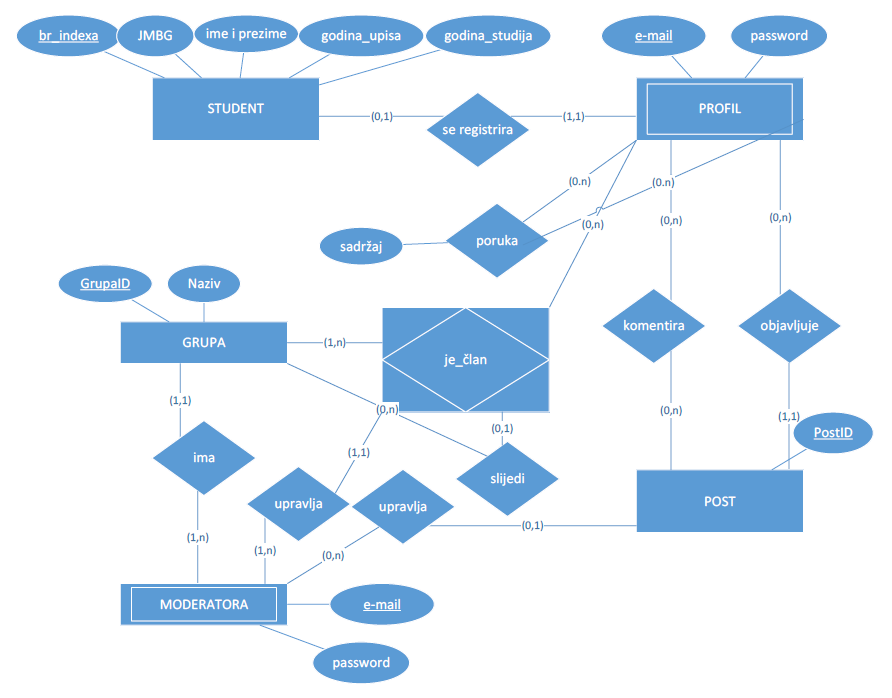 br_indexa
JMBG
ime i prezime
godina_upisa
godina_studija
e-mail
password
STUDENT
(0,1)
se registrira
(1,1)
PROFIL
(0.n)
(0.n)
(0,n)
(0,n)
(0,n)
sadržaj
poruka
GrupaID
Naziv
komentira
objavljuje
GRUPA
(1,n)
je_član
(1,1)
(0,n)
(0,1)
(0,n)
(1,1)
PostID
ima
(1,1)
slijedi
upravlja
upravlja
POST
(1,n)
(1,n)
(0,n)
(0,1)
MODERATORA
e-mail
password